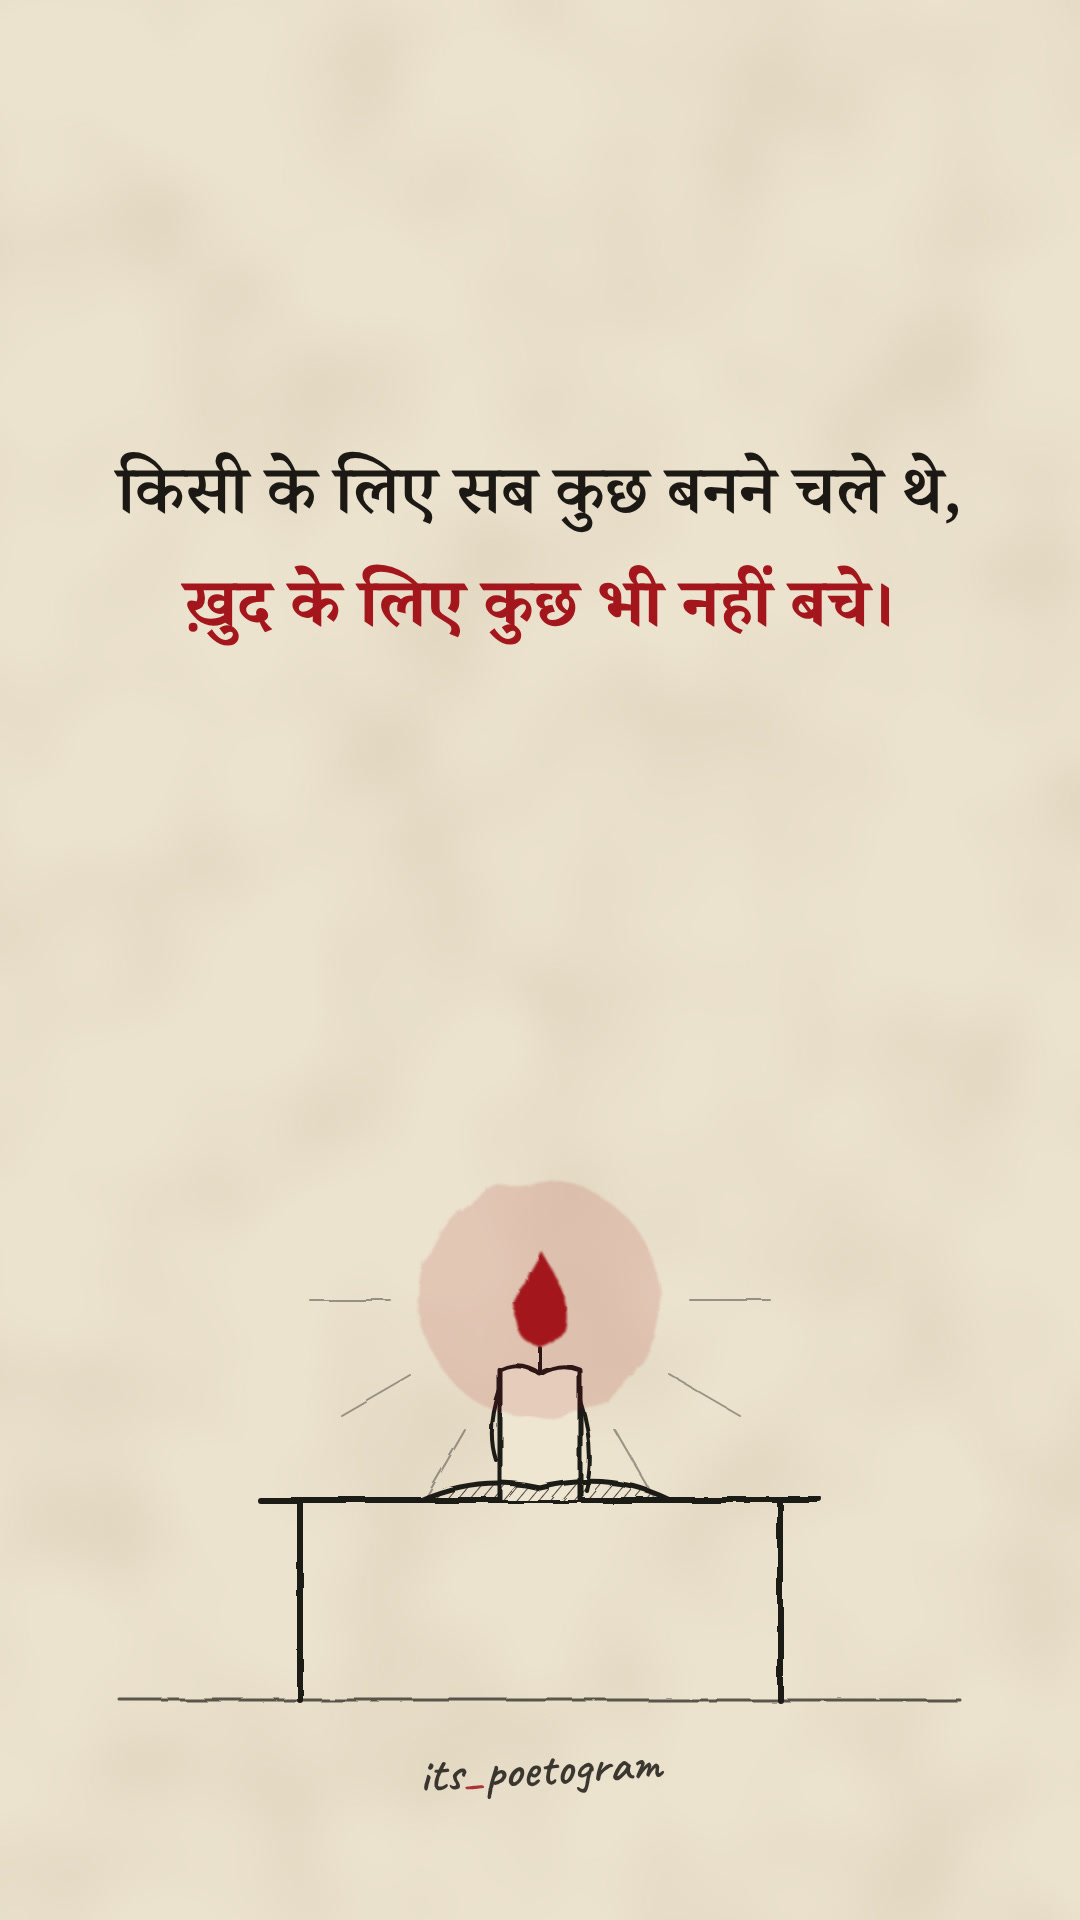 किसी के लिए सब कुछ बनने चले थे,
ख़ुद के लिए कुछ भी नहीं बचे।
its_poetogram